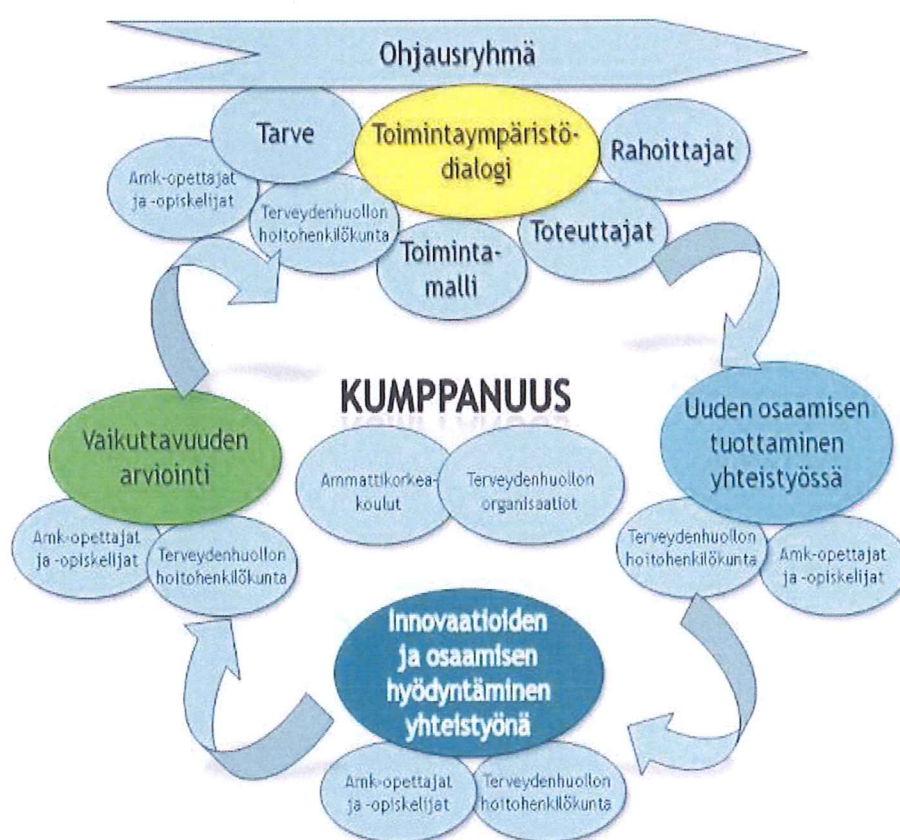 Ohjausryhmä
Tarve
Toimintaympäristö-
dialogi
Rahoittajat
Amk-opettajat
ja -opiskelijat
Terveydenhuollon
hoitohenkilökunta
Toiminta-
malli
Toteuttajat
KUMPPANUUS
Ammattikorkea-
koulut
Terveydenhuollon
organisaatiot
Uuden osaamisen
tuottaminen
yhteistyössä
Terveydenhuollon
hoitohenkilökunta
Amk-opettajat
ja -opiskelijat
Innovaatioiden
ja osaamisen
hyödyntäminen
yhteistyönä
Amk-opettajat
ja -opiskelijat
Terveydenhuollon
hoitohenkilökunta
Vaikuttavuuden
arviointi
Amk-opettajat
ja -opiskelijat
Terveydenhuollon
hoitohenkilökunta